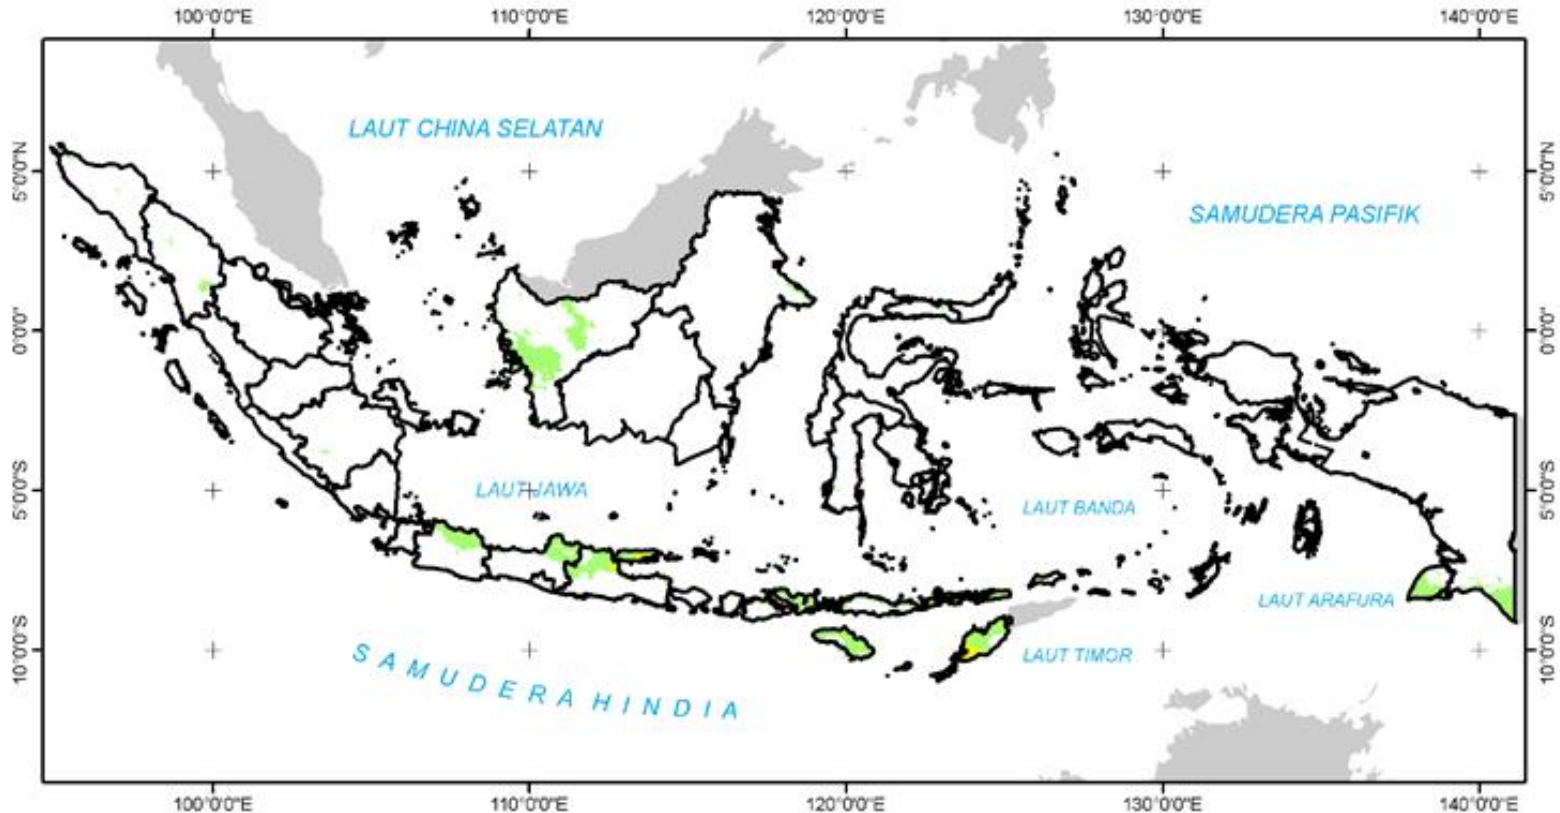 100°0'0"E
110°0'0"E
120°0'0"E
130°0'0"E
140°0'0"E
LAUT CHINA SELATAN
5°0'0"N
5°0'0"N
SAMUDERA PASIFIK
0°0'0"
0°0'0"
5°0'0"S
LAUT JAWA
LAUT BANDA
5°0'0"S
LAUT ARAFURA
10°0'0"S
SAMUDERA HINDIA
LAUT TIMOR
10°0'0"S
100°0'0"E
110°0'0"E
120°0'0"E
130°0'0"E
140°0'0"E